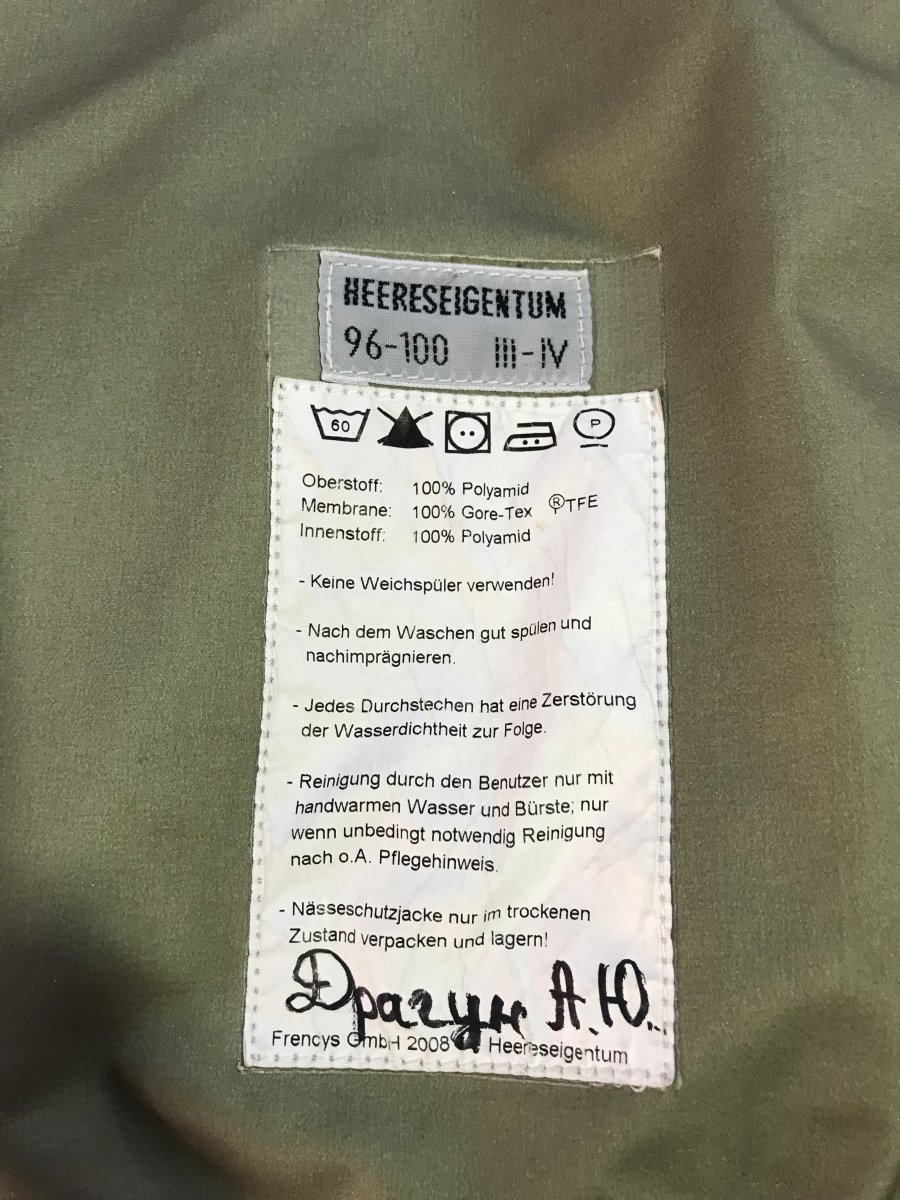 HEERESEIGENTUM
96-100 III-IV
60 P
Oberstoff: 100% Polyamid
Membrane: 100% Gore-Tex ®TFE
Innenstoff: 100% Polyamid
- Keine Weichspüler verwenden!
- Nach dem Waschen gut spülen und
nachimprägnieren.
- Jedes Durchstechen hat eine Zerstörung
der Wasserdichtheit zur Folge.
- Reinigung durch den Benutzer nur mit
handwarmen Wasser und Bürste; nur
wenn unbedingt notwendig Reinigung
nach o.A. Pflegehinweis.
- Nässeschutzjacke nur im trockenen
Zustand verpacken und lagern!
Драгун А.Ю.
Frencys GmbH 2008 Heereseigentum